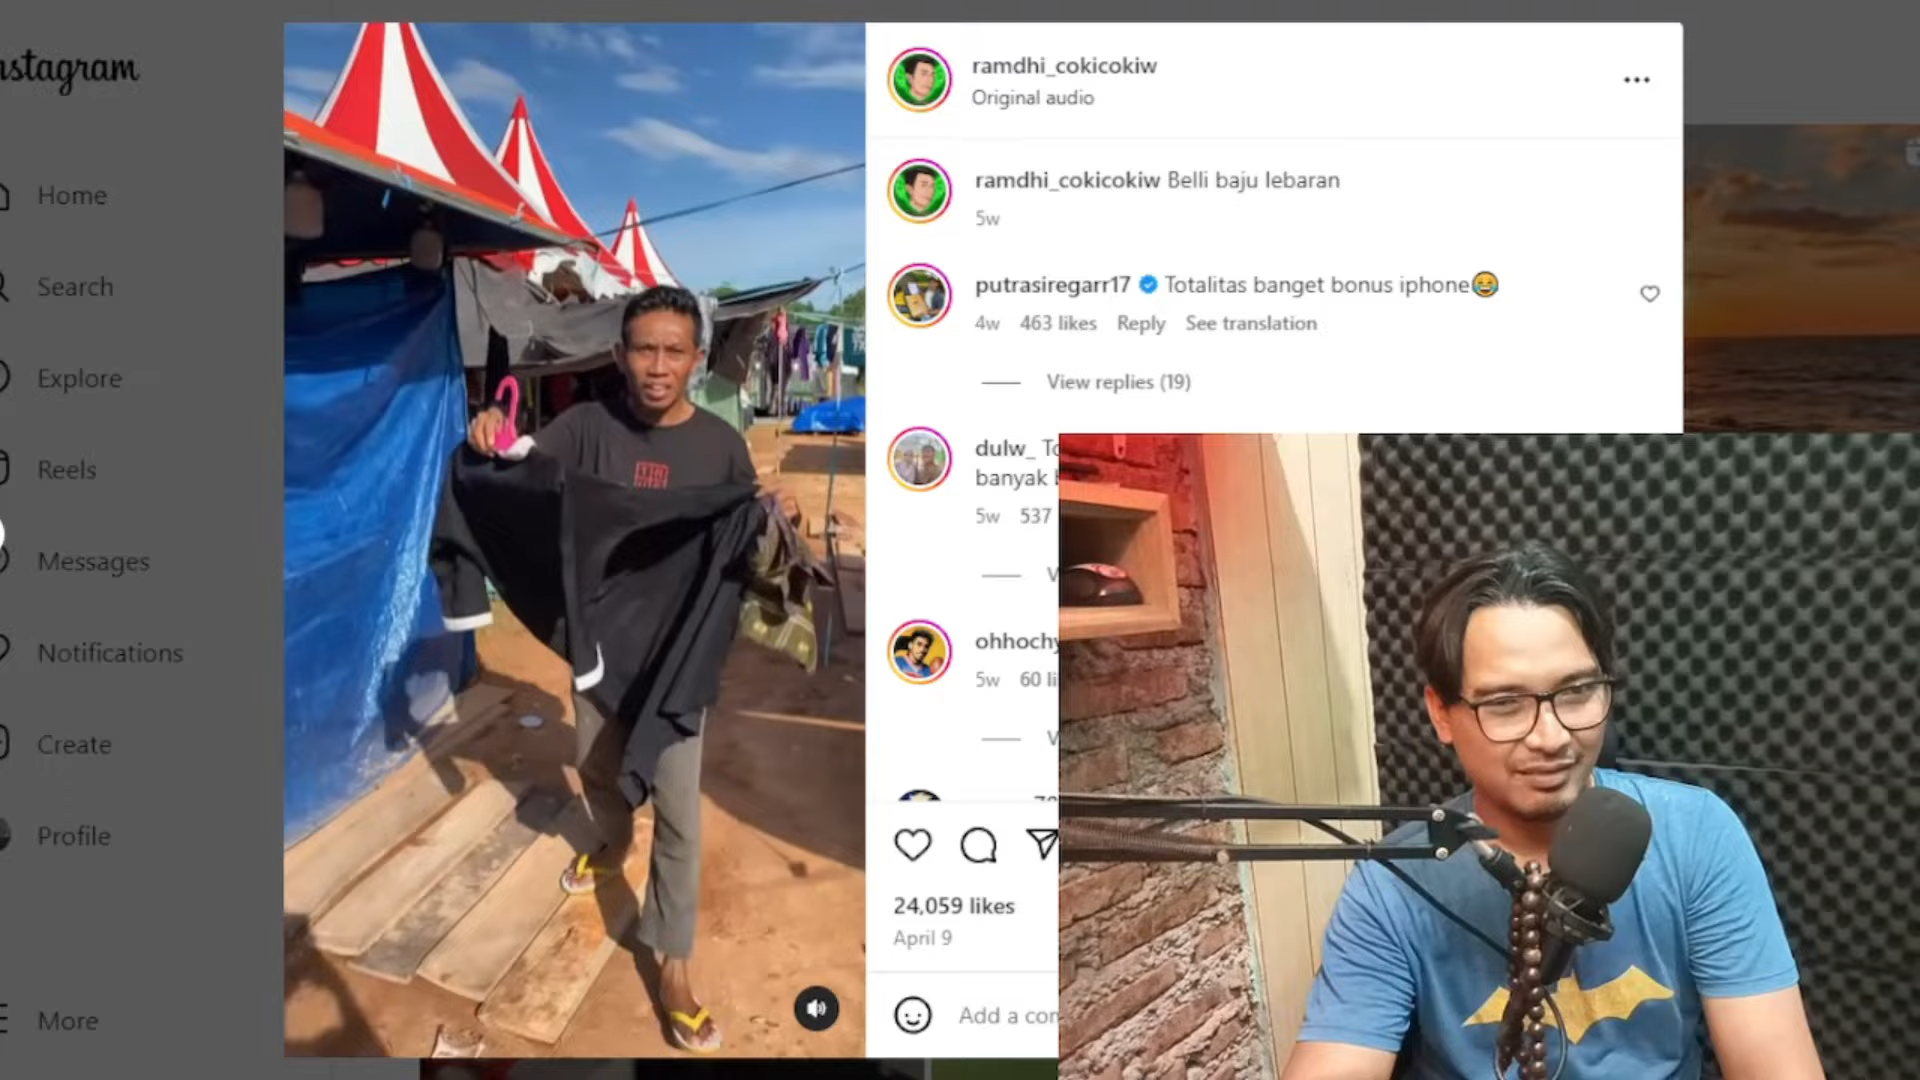 nstagram
Home
Search
Explore
Reels
Messages
Notifications
Create
Profile
More
ramdhi_cokicokiw
Original audio
ramdhi_cokicokiw Belli baju lebaran
5w
putrasiregarr17 Totalitas banget bonus iphone😂
4w 463 likes Reply See translation
View replies (19)
dulw_
banyak
5w 537
ohhochy
5w 60 li
24,059 likes
April 9
Add a con